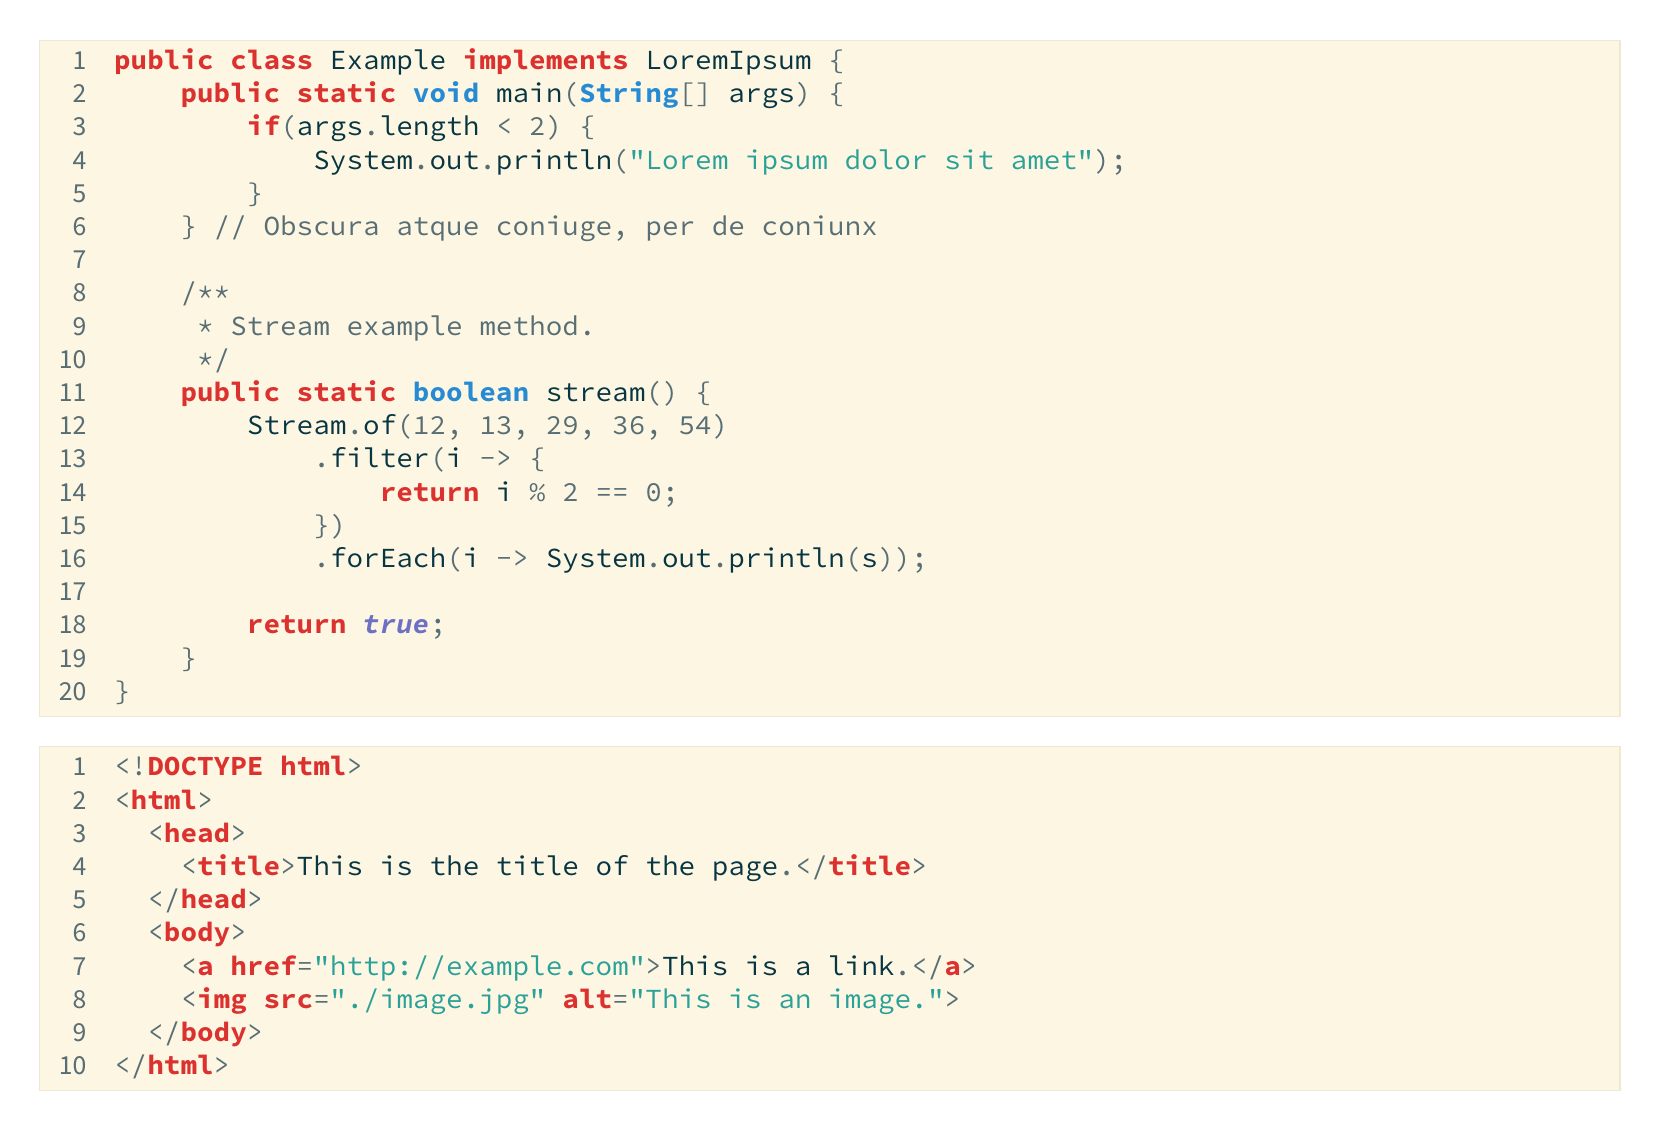 1 public class Example implements LoremIpsum {
2     public static void main(String[] args) {
3         if(args.length < 2) {
4             System.out.println("Lorem ipsum dolor sit amet");
5         }
6     } // Obscura atque coniuge, per de coniunx
7
8     /**
9      * Stream example method.
10      */
11     public static boolean stream() {
12         Stream.of(12, 13, 29, 36, 54)
13             .filter(i -> {
14                 return i % 2 == 0;
15             })
16             .forEach(i -> System.out.println(s));
17
18         return true;
19     }
20 }
1 <!DOCTYPE html>
2 <html>
3   <head>
4     <title>This is the title of the page.</title>
5   </head>
6   <body>
7     <a href="http://example.com">This is a link.</a>
8     <img src="./image.jpg" alt="This is an image.">
9   </body>
10 </html>